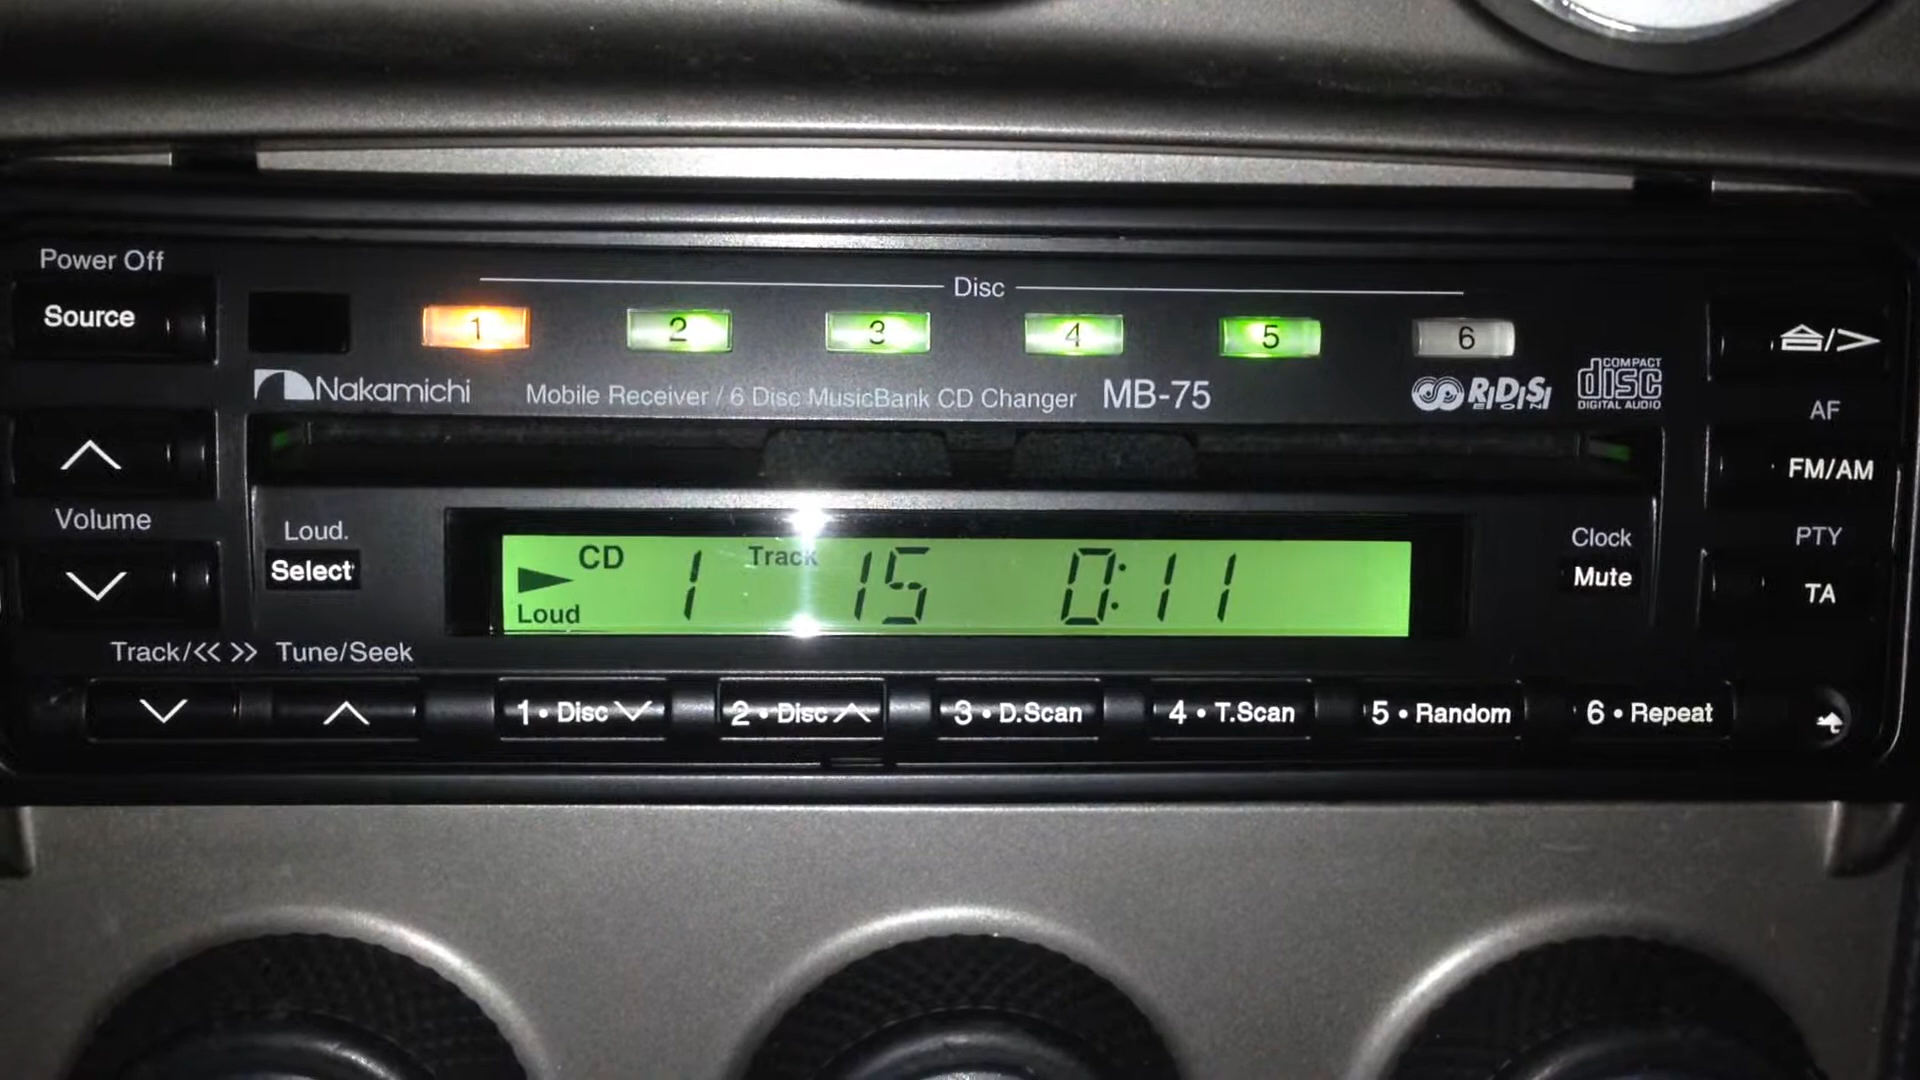 Power Off
Source
Disc
1 2 3 4 5 6
Nakamichi Mobile Receiver / 6 Disc MusicBank CD Changer MB-75
RDS
EON
COMPACT
disc
DIGITAL AUDIO
AF
FM/AM
Volume
Loud.
Select
CD 1 Track 15 0:11
Loud
Clock
Mute
PTY
TA
Track/<< >> Tune/Seek
1 • Disc 2 • Disc 3 • D.Scan 4 • T.Scan 5 • Random 6 • Repeat